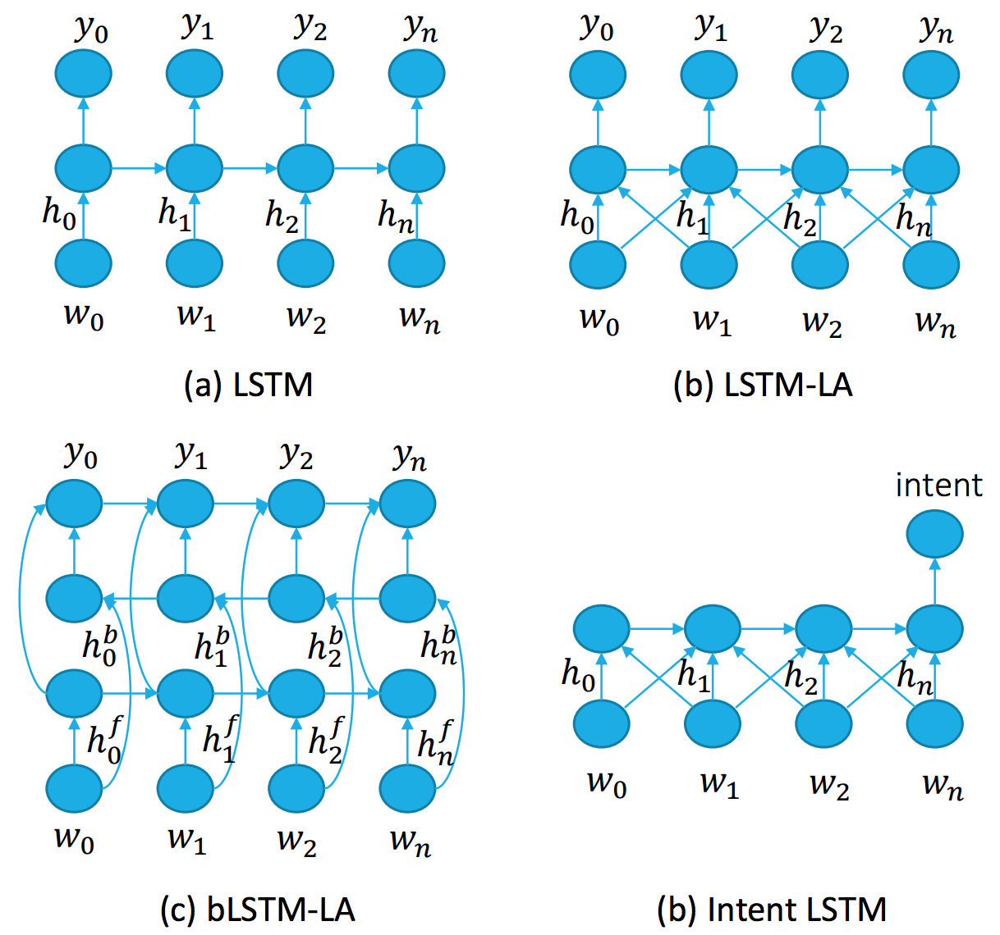 y₀ y₁ y₂ yₙ
h₀ h₁ h₂ hₙ
w₀ w₁ w₂ wₙ
(a) LSTM
y₀ y₁ y₂ yₙ
h₀ h₁ h₂ hₙ
w₀ w₁ w₂ wₙ
(b) LSTM-LA
y₀ y₁ y₂ yₙ
h₀ᵇ h₁ᵇ h₂ᵇ hₙᵇ
h₀ᶠ h₁ᶠ h₂ᶠ hₙᶠ
w₀ w₁ w₂ wₙ
(c) bLSTM-LA
intent
h₀ h₁ h₂ hₙ
w₀ w₁ w₂ wₙ
(b) Intent LSTM